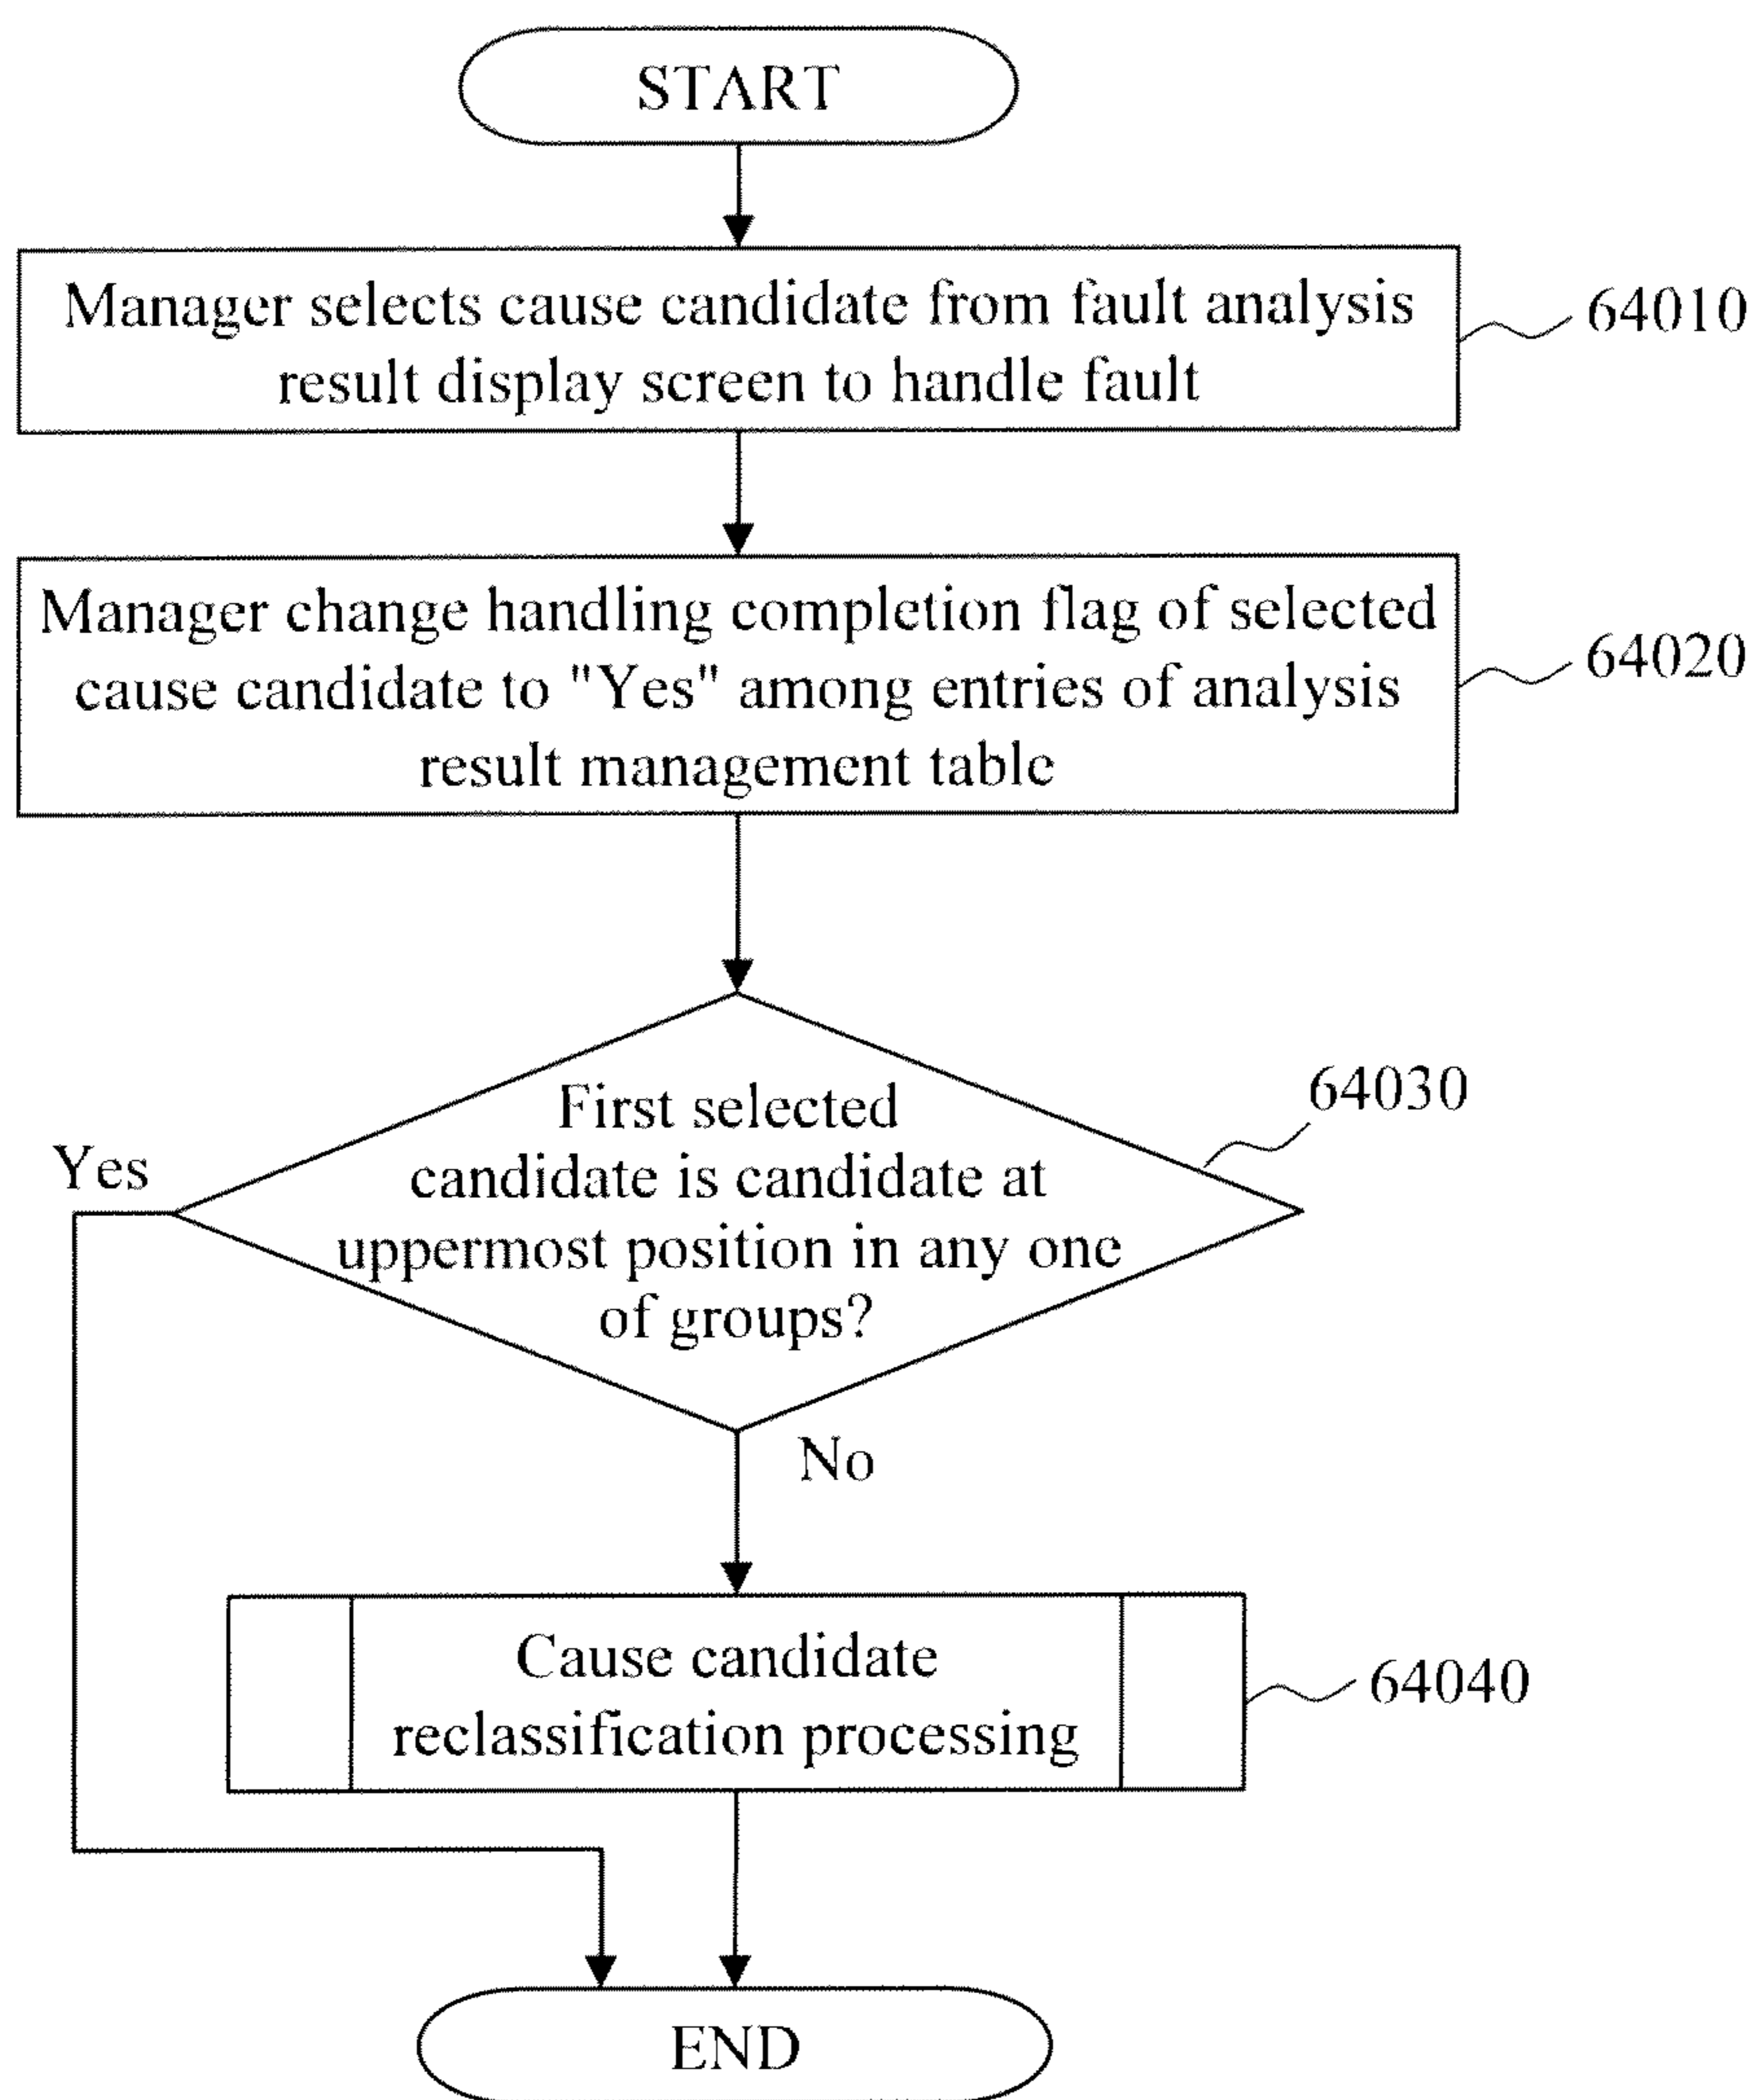 START
Manager selects cause candidate from fault analysis
result display screen to handle fault
64010
Manager change handling completion flag of selected
cause candidate to "Yes" among entries of analysis
result management table
64020
First selected
candidate is candidate at
uppermost position in any one
of groups?
64030
Yes
No
Cause candidate
reclassification processing
64040
END